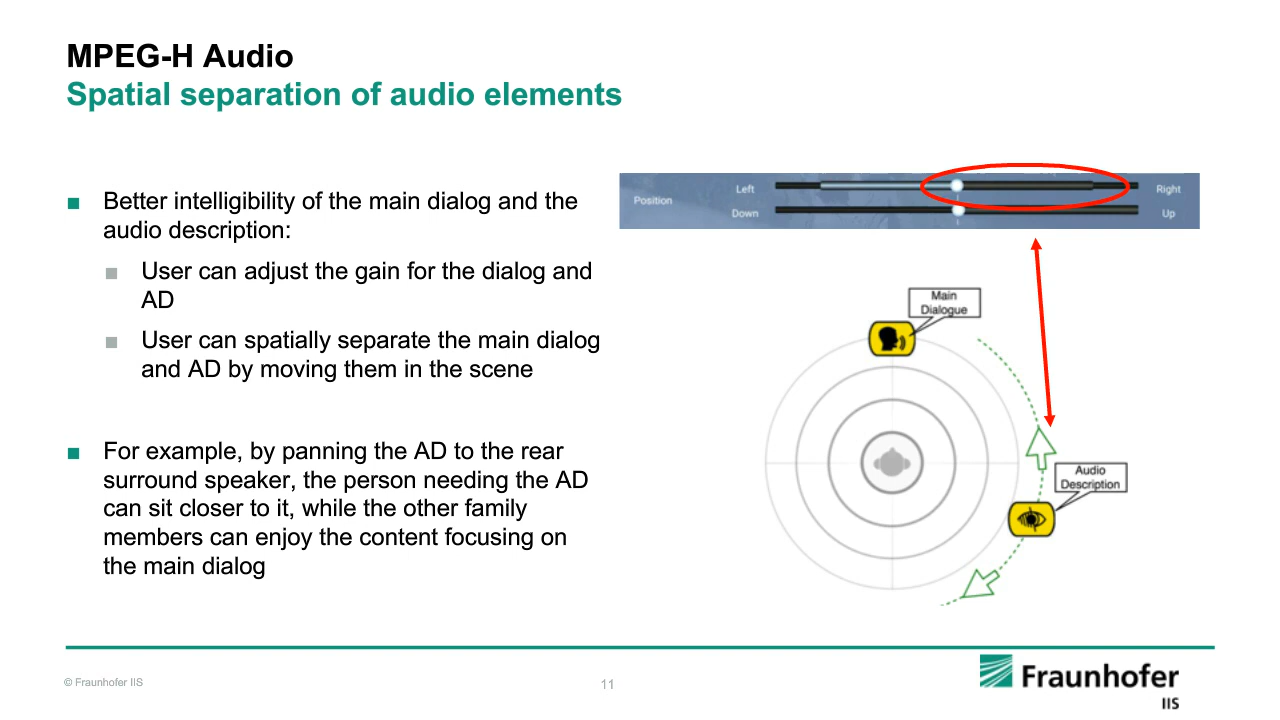 MPEG-H Audio
Spatial separation of audio elements
Better intelligibility of the main dialog and the
audio description:
User can adjust the gain for the dialog and
AD
User can spatially separate the main dialog
and AD by moving them in the scene
For example, by panning the AD to the rear
surround speaker, the person needing the AD
can sit closer to it, while the other family
members can enjoy the content focusing on
the main dialog
Position
Left
Right
Down
Up
Main
Dialogue
Audio
Description
© Fraunhofer IIS
11
Fraunhofer
IIS